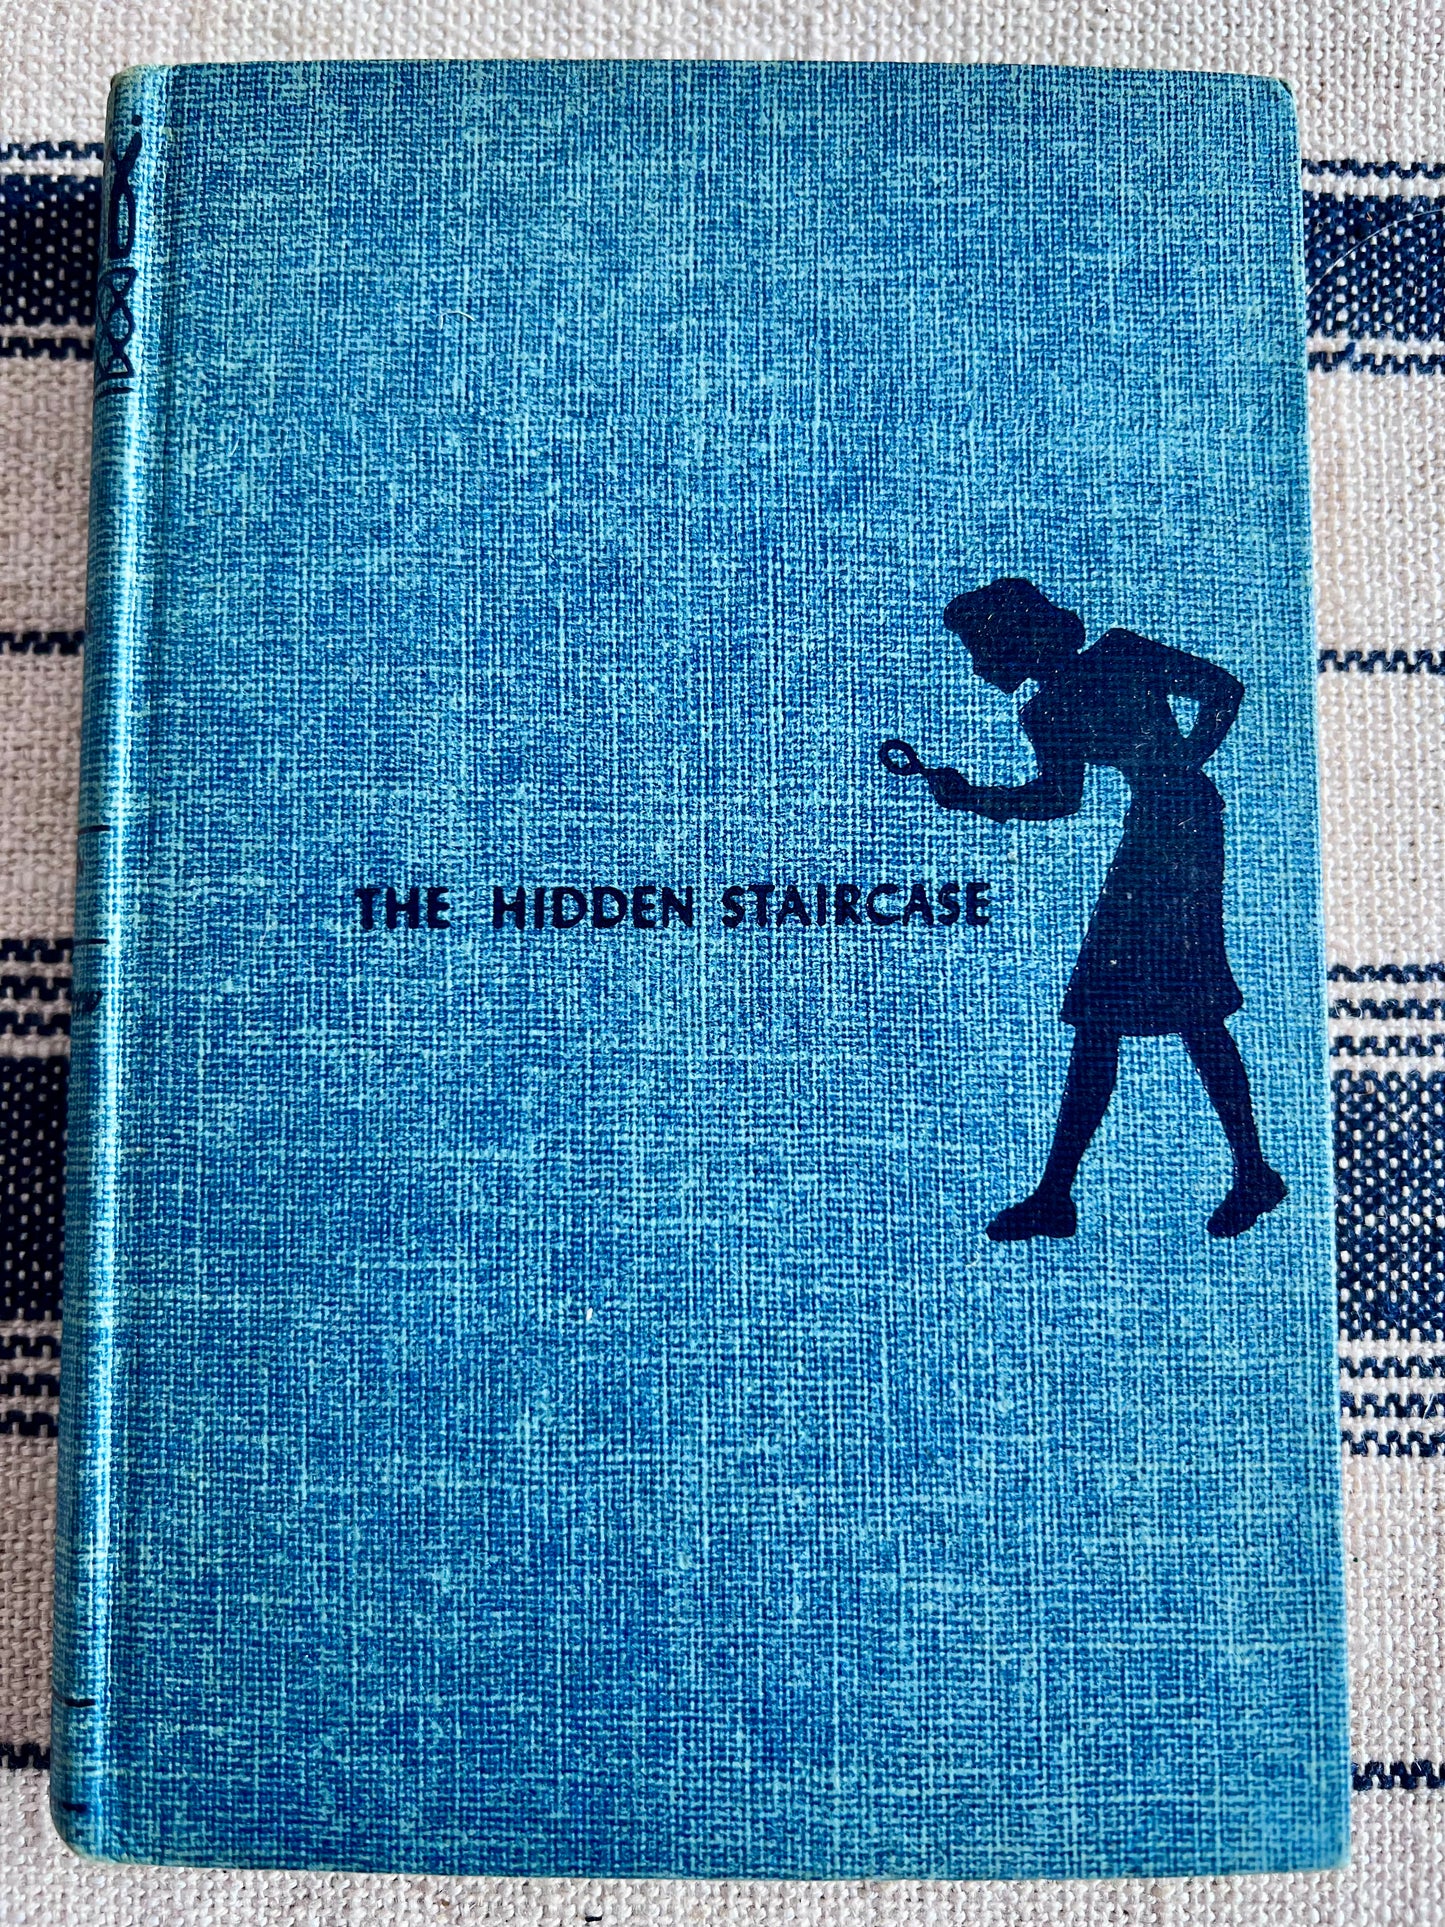 THE HIDDEN STAIRCASE